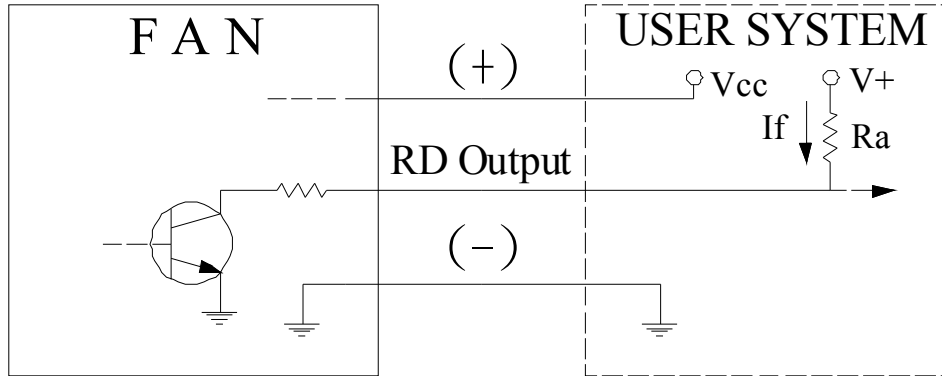 F A N
USER SYSTEM
(+)
Vcc
V+
If
Ra
RD Output
(-)